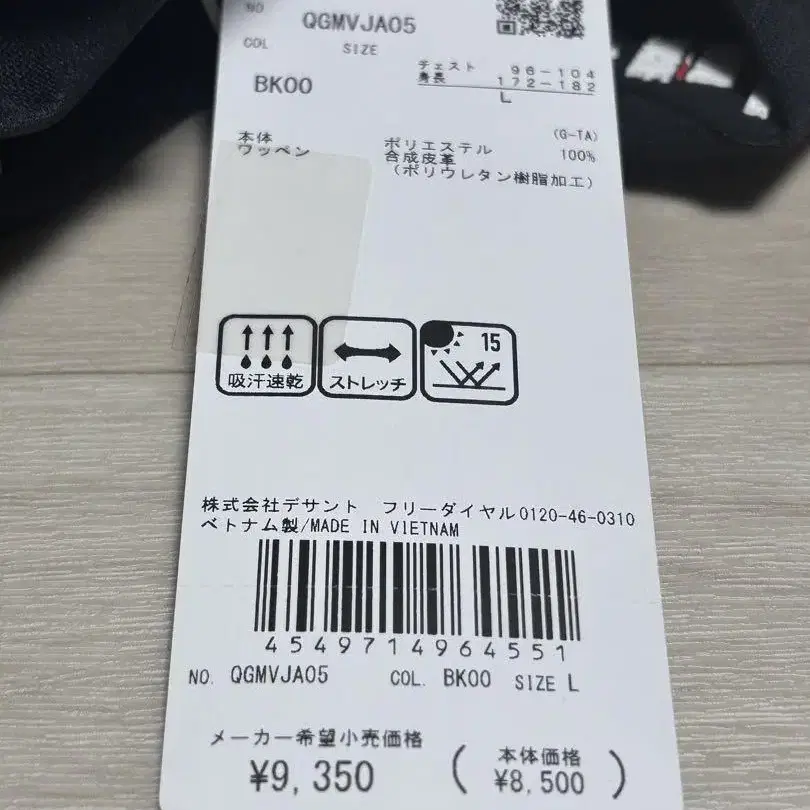 NO QGMVJA05
COL SIZE
BK00
チェスト 96-104
身長 172-182
L
(G-TA)
本体 ポリエステル 100%
ワッペン 合成皮革
(ポリウレタン樹脂加工)
15
吸汗速乾 ストレッチ
株式会社デサント フリーダイヤル0120-46-0310
ベトナム製/MADE IN VIETNAM
4549714964551
NO. QGMVJA05 COL. BK00 SIZE L
メーカー希望小売価格
¥9,350
(本体価格
¥8,500)